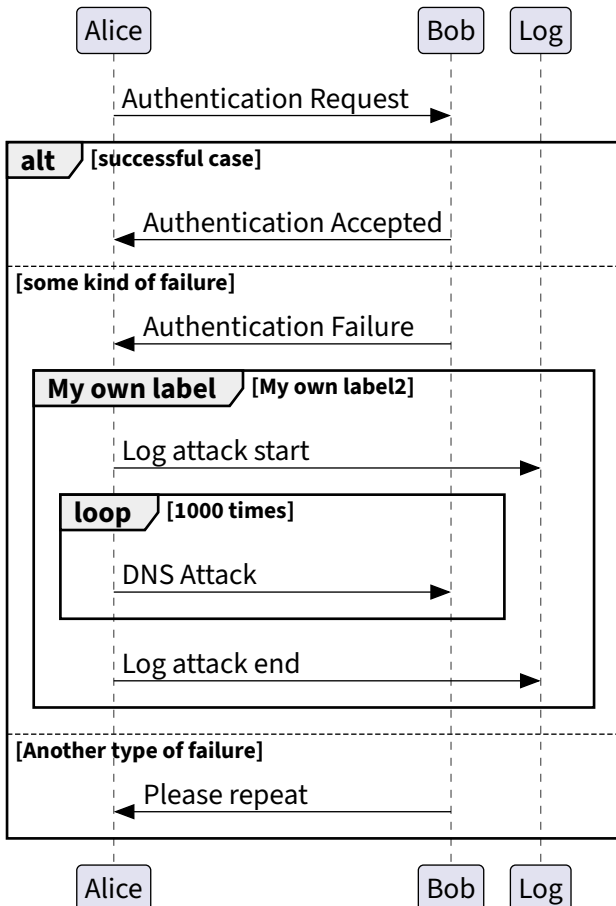 Alice Bob Log
Authentication Request
alt [successful case]
Authentication Accepted
[some kind of failure]
Authentication Failure
My own label [My own label2]
Log attack start
loop [1000 times]
DNS Attack
Log attack end
[Another type of failure]
Please repeat
Alice Bob Log